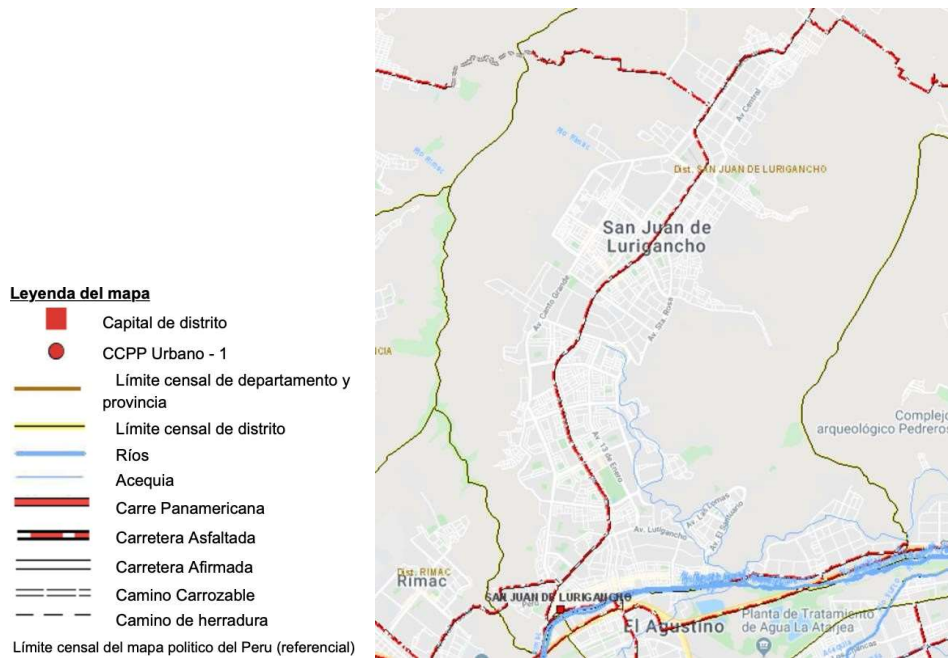 Leyenda del mapa
Capital de distrito
CCPP Urbano - 1
Límite censal de departamento y
provincia
Límite censal de distrito
Ríos
Acequia
Carre Panamericana
Carretera Asfaltada
Carretera Afirmada
Camino Carrozable
Camino de herradura
Límite censal del mapa politico del Peru (referencial)
Av Central
Dist. SAN JUAN DE LURIGANCHO
San Juan de
Lurigancho
Av. Canto Grande
Av. Sta. Rosa
CIA
Complejo
arqueológico Pedreros
Av. 13 de Enero
Av. Las Lomas
Av. El Santuario
Av. Lurigancho
Dist. RIMAC
Rimac
SAN JUAN DE LURIGANCHO
Perú
El Agustino
Planta de Tratamiento
de Agua La Atarjea